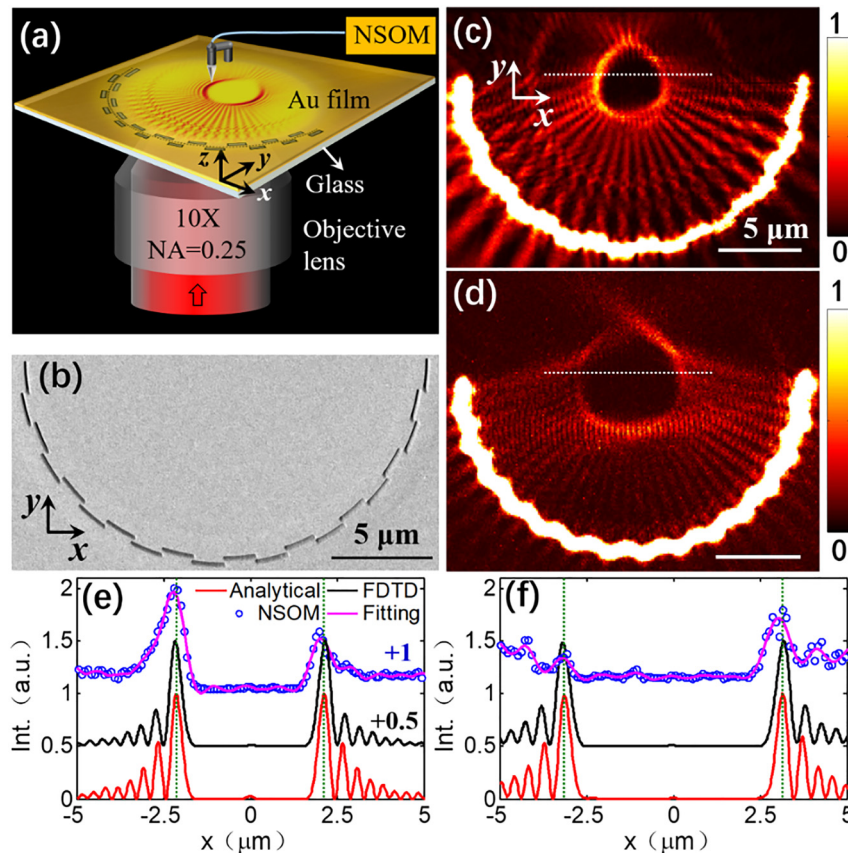 (a)
NSOM
Au film
z
y
x
Glass
10X
NA=0.25
Objective
lens
(b)
y
x
5 μm
(c)
y
x
5 μm
1
0
(d)
1
0
(e)
Analytical
FDTD
NSOM
Fitting
+1
+0.5
Int. (a.u.)
2
1.5
1
0.5
0
-5
-2.5
0
2.5
5
x（μm）
(f)
Int. (a.u.)
2
1.5
1
0.5
0
-5
-2.5
0
2.5
5
x（μm）